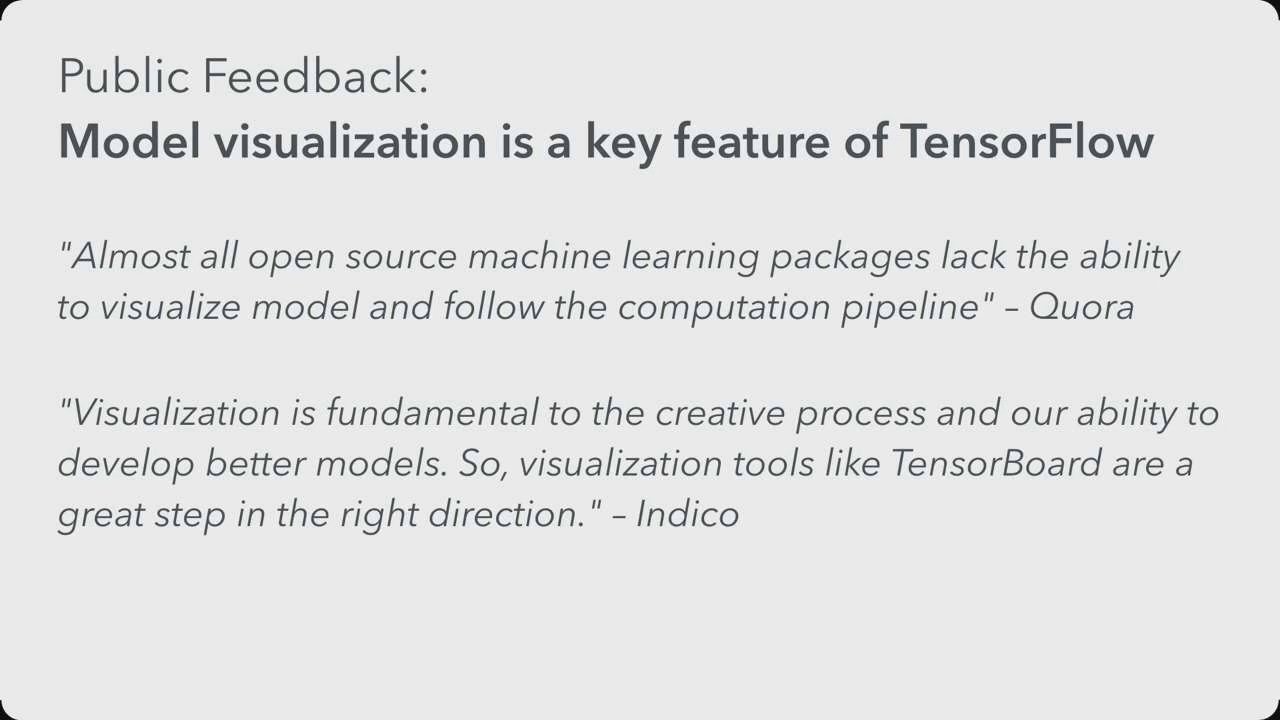 Public Feedback:
Model visualization is a key feature of TensorFlow
"Almost all open source machine learning packages lack the ability
to visualize model and follow the computation pipeline" – Quora
"Visualization is fundamental to the creative process and our ability to
develop better models. So, visualization tools like TensorBoard are a
great step in the right direction." – Indico